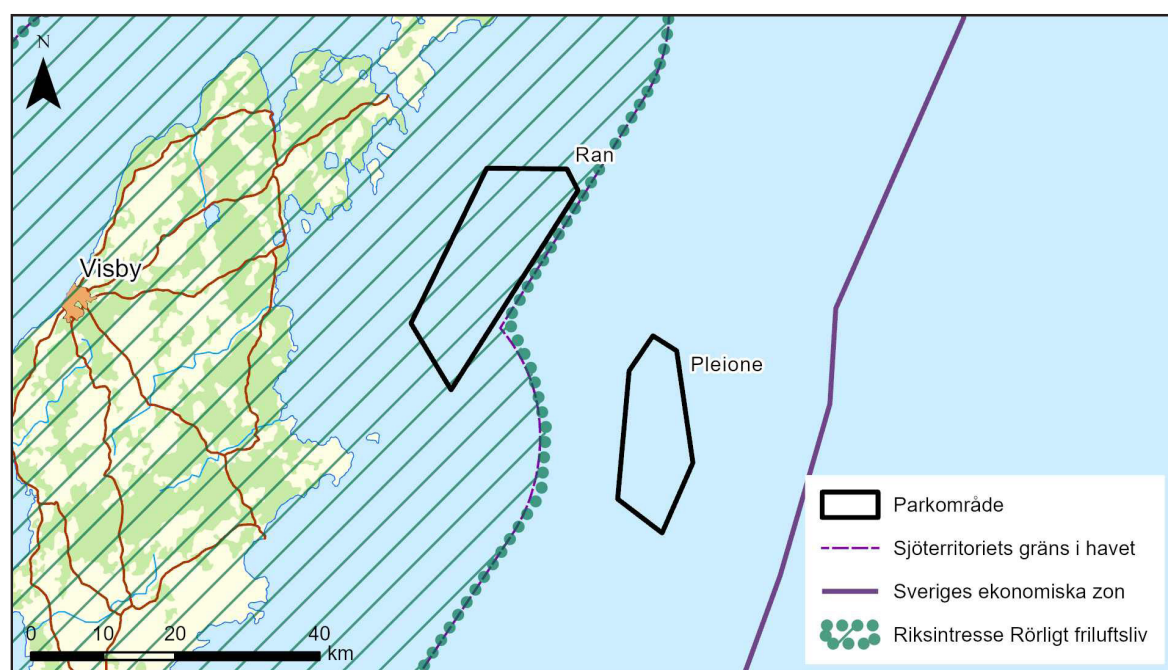 N
Ran
Visby
Pleione
Parkområde
Sjöterritoriets gräns i havet
Sveriges ekonomiska zon
Riksintresse Rörligt friluftsliv
0 10 20 40
km